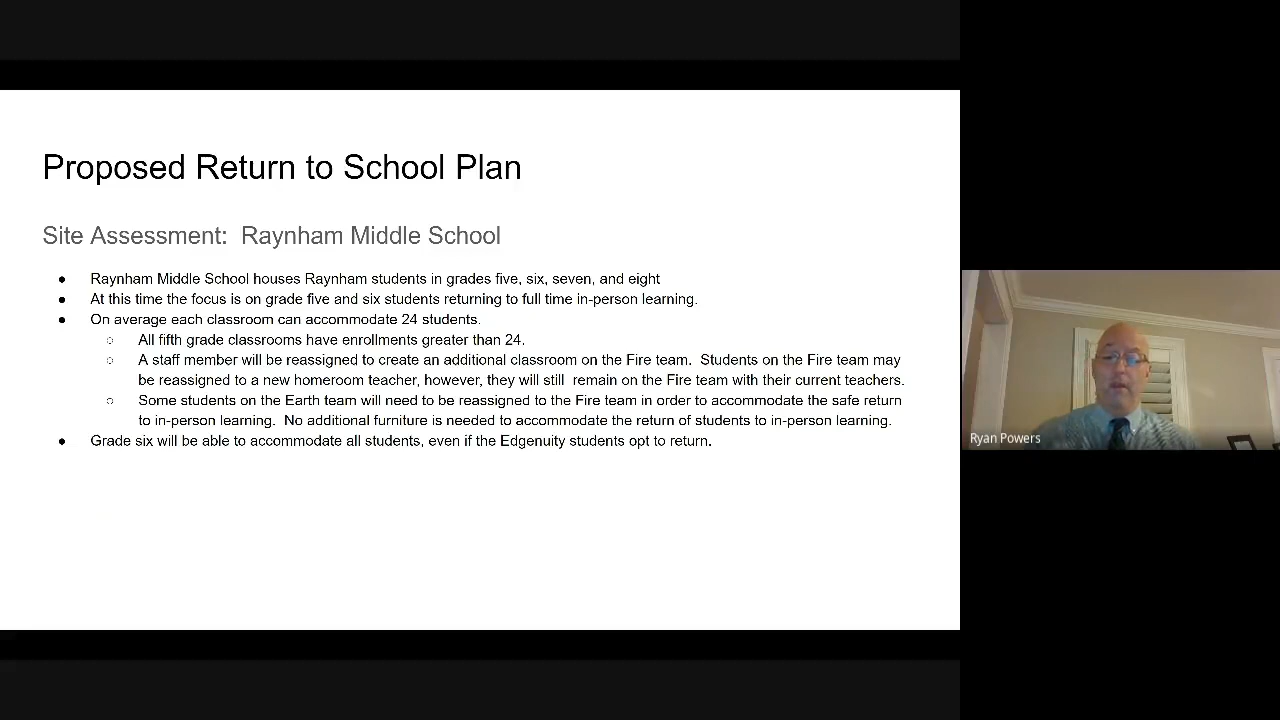 Proposed Return to School Plan
Site Assessment:  Raynham Middle School
● Raynham Middle School houses Raynham students in grades five, six, seven, and eight
● At this time the focus is on grade five and six students returning to full time in-person learning.
● On average each classroom can accommodate 24 students.
○ All fifth grade classrooms have enrollments greater than 24.
○ A staff member will be reassigned to create an additional classroom on the Fire team.  Students on the Fire team may
be reassigned to a new homeroom teacher, however, they will still  remain on the Fire team with their current teachers.
○ Some students on the Earth team will need to be reassigned to the Fire team in order to accommodate the safe return
to in-person learning.  No additional furniture is needed to accommodate the return of students to in-person learning.
● Grade six will be able to accommodate all students, even if the Edgenuity students opt to return.
Ryan Powers